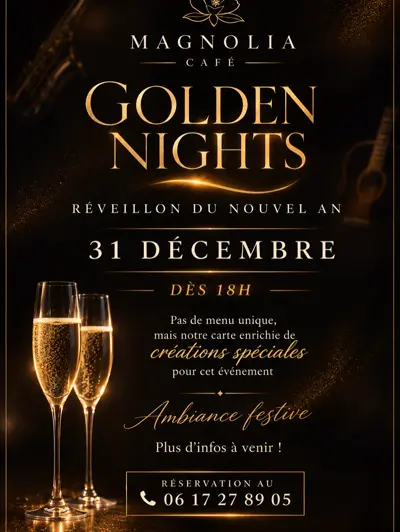 MAGNOLIA
CAFÉ
GOLDEN
NIGHTS
RÉVEILLON DU NOUVEL AN
31 DÉCEMBRE
DÈS 18H
Pas de menu unique,
mais notre carte enrichie de
créations spéciales
pour cet événement
Ambiance festive
Plus d'infos à venir !
RÉSERVATION AU
06 17 27 89 05